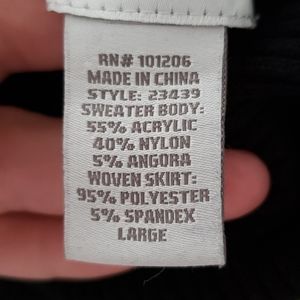 RN# 101206
MADE IN CHINA
STYLE: 23439
SWEATER BODY:
55% ACRYLIC
40% NYLON
5% ANGORA
WOVEN SKIRT:
95% POLYESTER
5% SPANDEX
LARGE